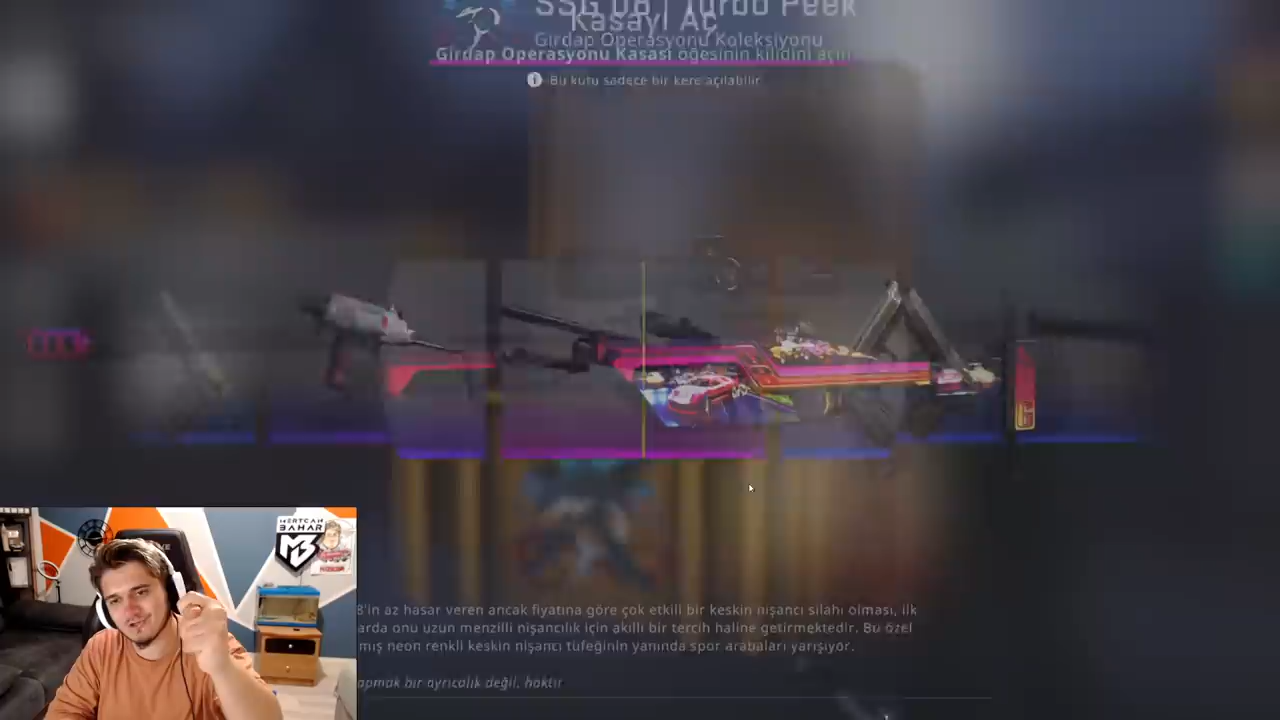 SSG 08 | Turbo Peek
Kasayı Aç
Girdap Operasyonu Koleksiyonu
Girdap Operasyonu Kasası öğesinin kilidini açın
Bu kutu sadece bir kere açılabilir
MERTCAN
BAHAR
MB
8'in az hasar veren ancak fiyatına göre çok etkili bir keskin nişancı silahı olması, ilk
arda onu uzun menzilli nişancılık için akıllı bir tercih haline getirmektedir. Bu özel
mış neon renkli keskin nişancı tüfeğinin yanında spor arabaları yarışıyor.
apmak bir ayrıcalık değil, haktır